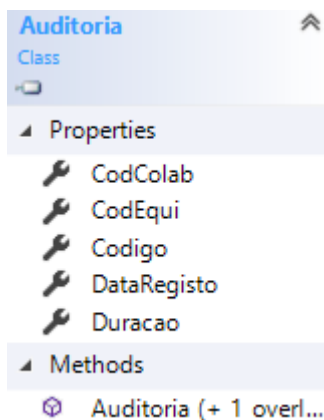 Auditoria
Class
Properties
CodColab
CodEqui
Codigo
DataRegisto
Duracao
Methods
Auditoria (+ 1 overl...